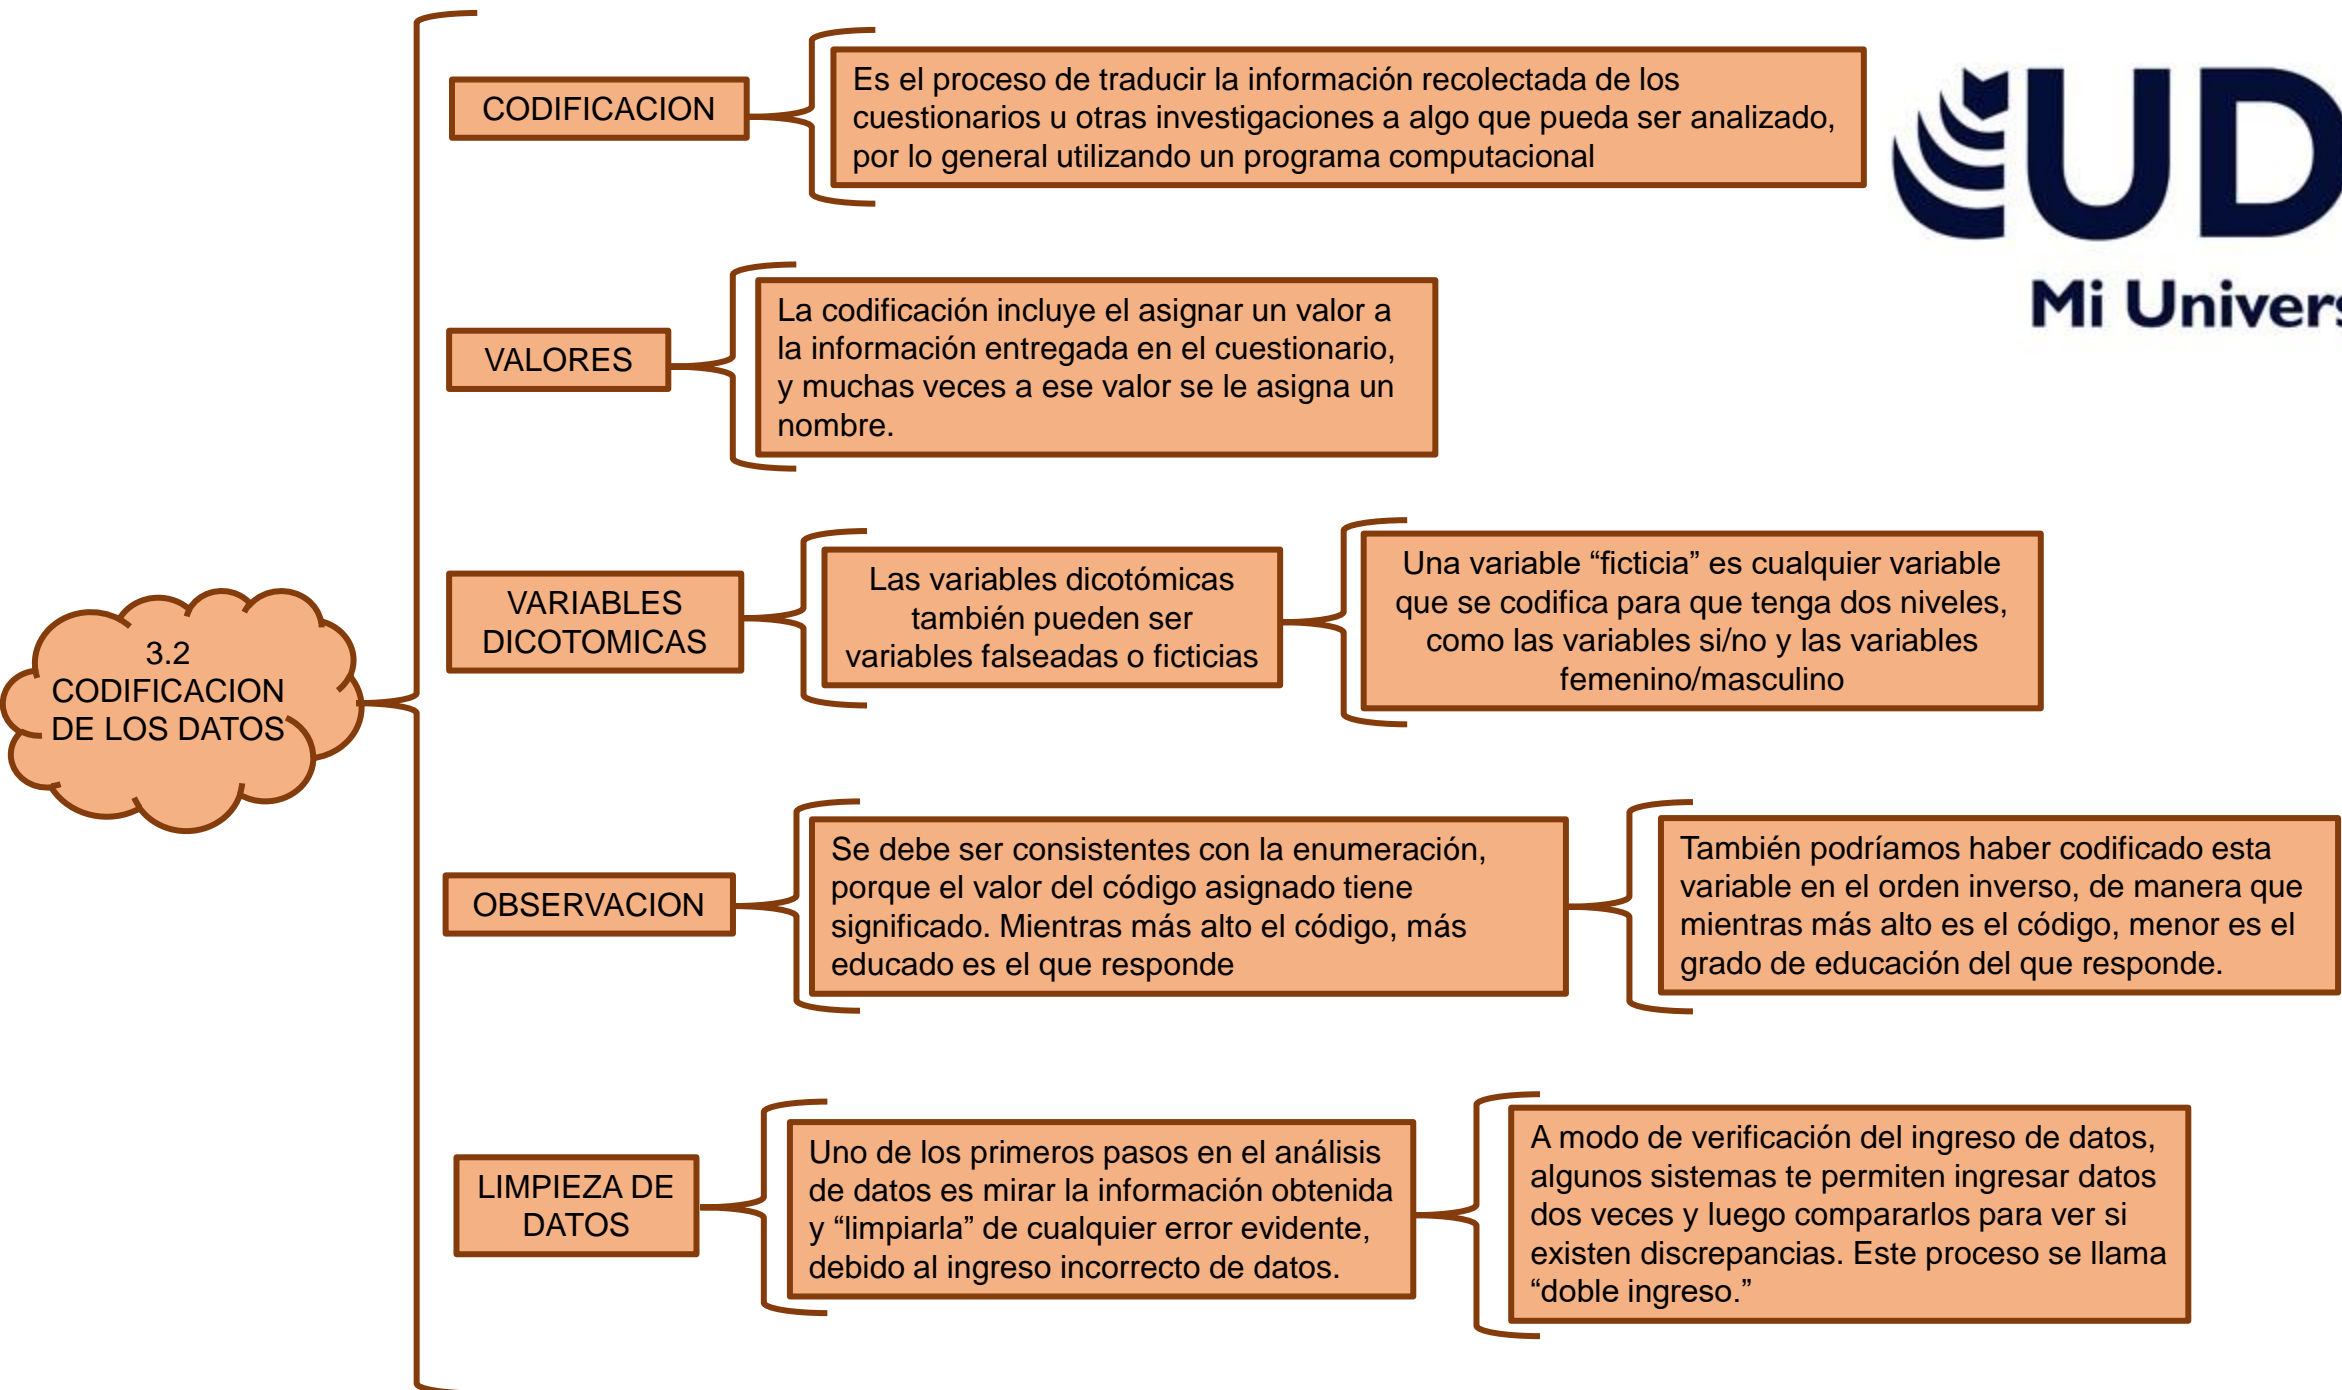 CODIFICACION
Es el proceso de traducir la información recolectada de los
cuestionarios u otras investigaciones a algo que pueda ser analizado,
por lo general utilizando un programa computacional
UD
Mi Univers
VALORES
La codificación incluye el asignar un valor a
la información entregada en el cuestionario,
y muchas veces a ese valor se le asigna un
nombre.
VARIABLES
DICOTOMICAS
Las variables dicotómicas
también pueden ser
variables falseadas o ficticias
Una variable “ficticia” es cualquier variable
que se codifica para que tenga dos niveles,
como las variables si/no y las variables
femenino/masculino
3.2
CODIFICACION
DE LOS DATOS
OBSERVACION
Se debe ser consistentes con la enumeración,
porque el valor del código asignado tiene
significado. Mientras más alto el código, más
educado es el que responde
También podríamos haber codificado esta
variable en el orden inverso, de manera que
mientras más alto es el código, menor es el
grado de educación del que responde.
LIMPIEZA DE
DATOS
Uno de los primeros pasos en el análisis
de datos es mirar la información obtenida
y “limpiarla” de cualquier error evidente,
debido al ingreso incorrecto de datos.
A modo de verificación del ingreso de datos,
algunos sistemas te permiten ingresar datos
dos veces y luego compararlos para ver si
existen discrepancias. Este proceso se llama
“doble ingreso.”